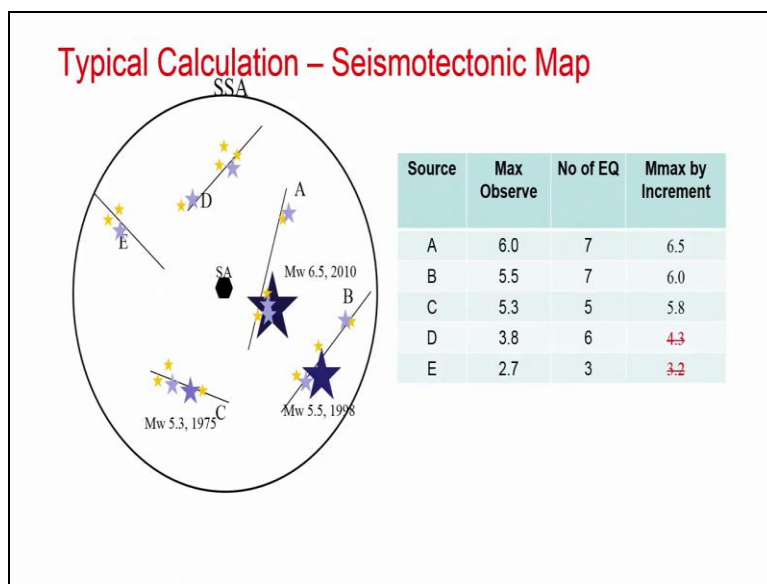 Typical Calculation – Seismotectonic Map
SSA
D
E
A
SA
Mw 6.5, 2010
B
C
Mw 5.3, 1975
Mw 5.5, 1998
Source Max Observe No of EQ Mmax by Increment
A 6.0 7 6.5
B 5.5 7 6.0
C 5.3 5 5.8
D 3.8 6 4.3
E 2.7 3 3.2